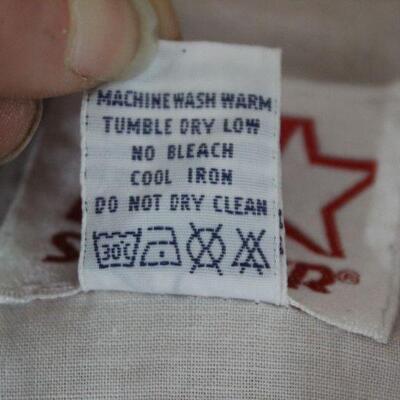 MACHINE WASH WARM
TUMBLE DRY LOW
NO BLEACH
COOL IRON
DO NOT DRY CLEAN
30°C
S
R®